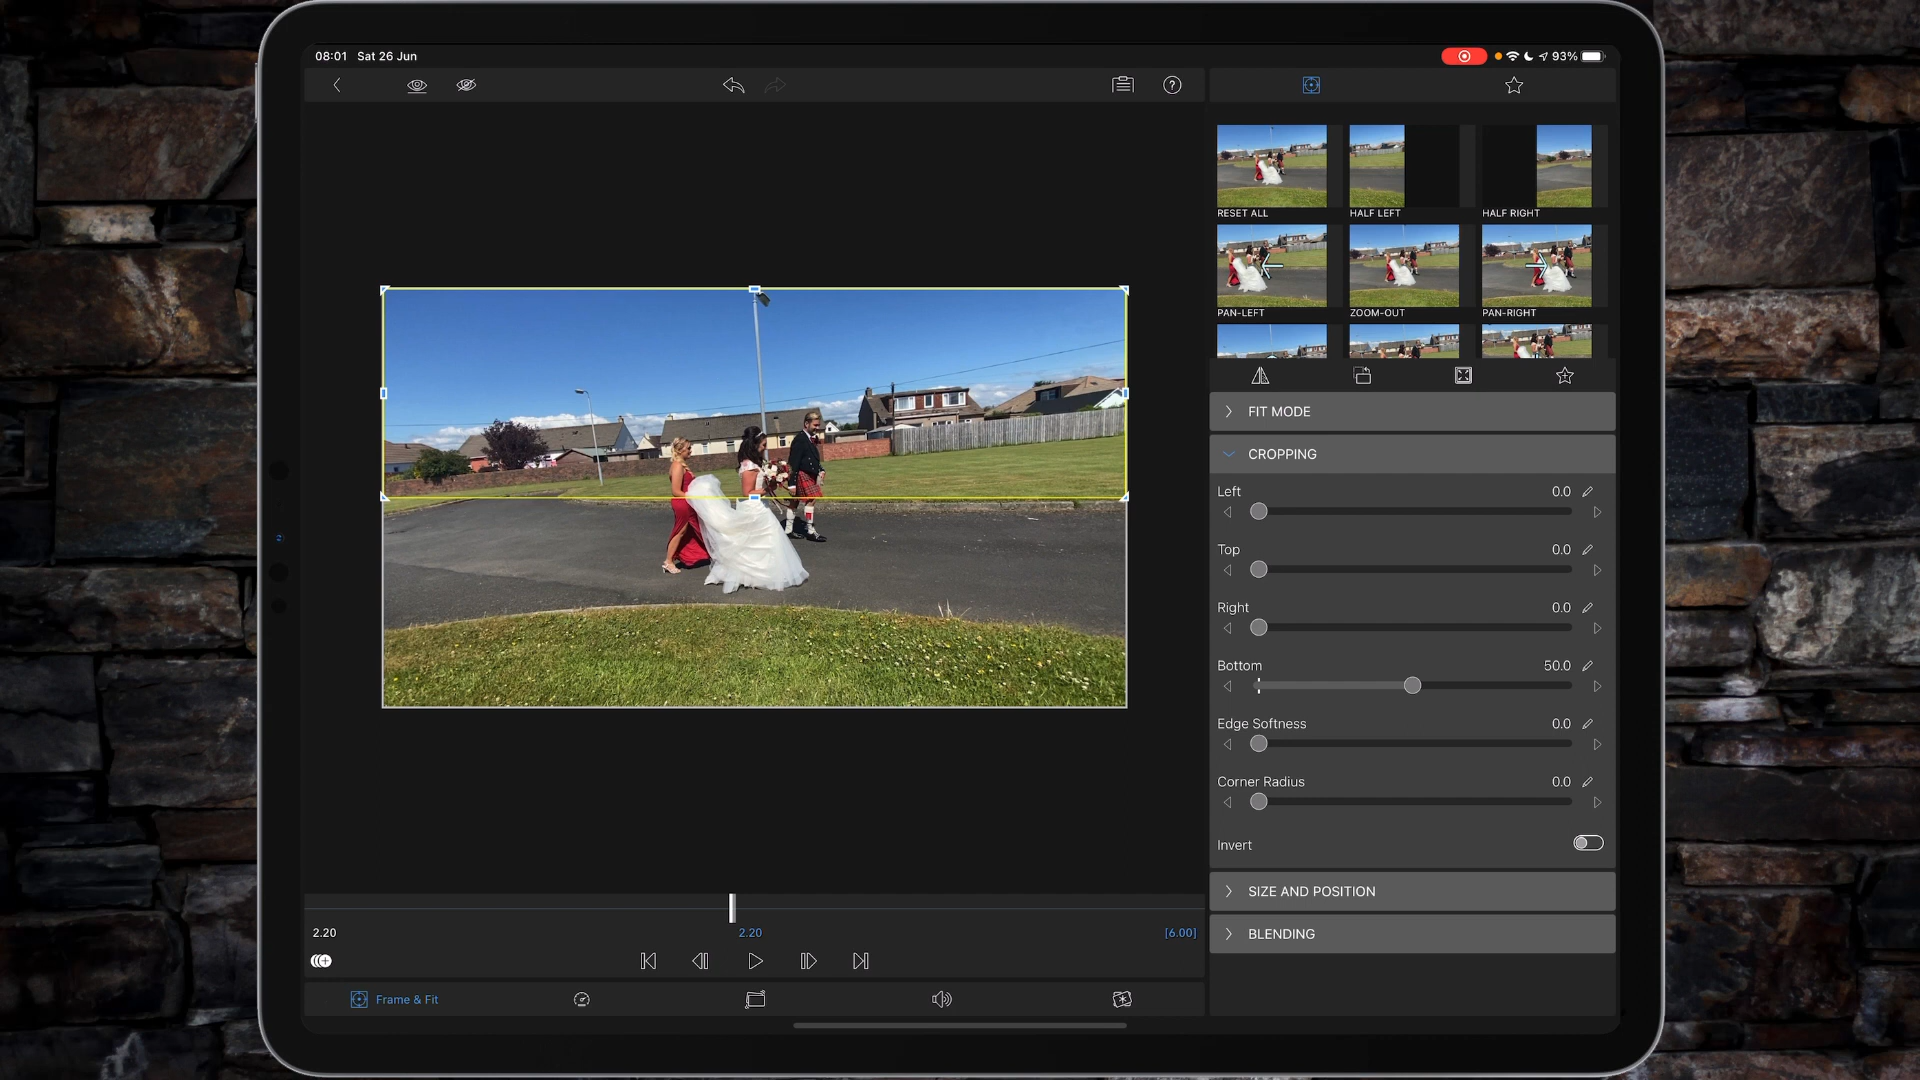 08:01 Sat 26 Jun
93%
RESET ALL
HALF LEFT
HALF RIGHT
PAN-LEFT
ZOOM-OUT
PAN-RIGHT
FIT MODE
CROPPING
Left 0.0
Top 0.0
Right 0.0
Bottom 50.0
Edge Softness 0.0
Corner Radius 0.0
Invert
SIZE AND POSITION
BLENDING
2.20
2.20
[6.00]
Frame & Fit